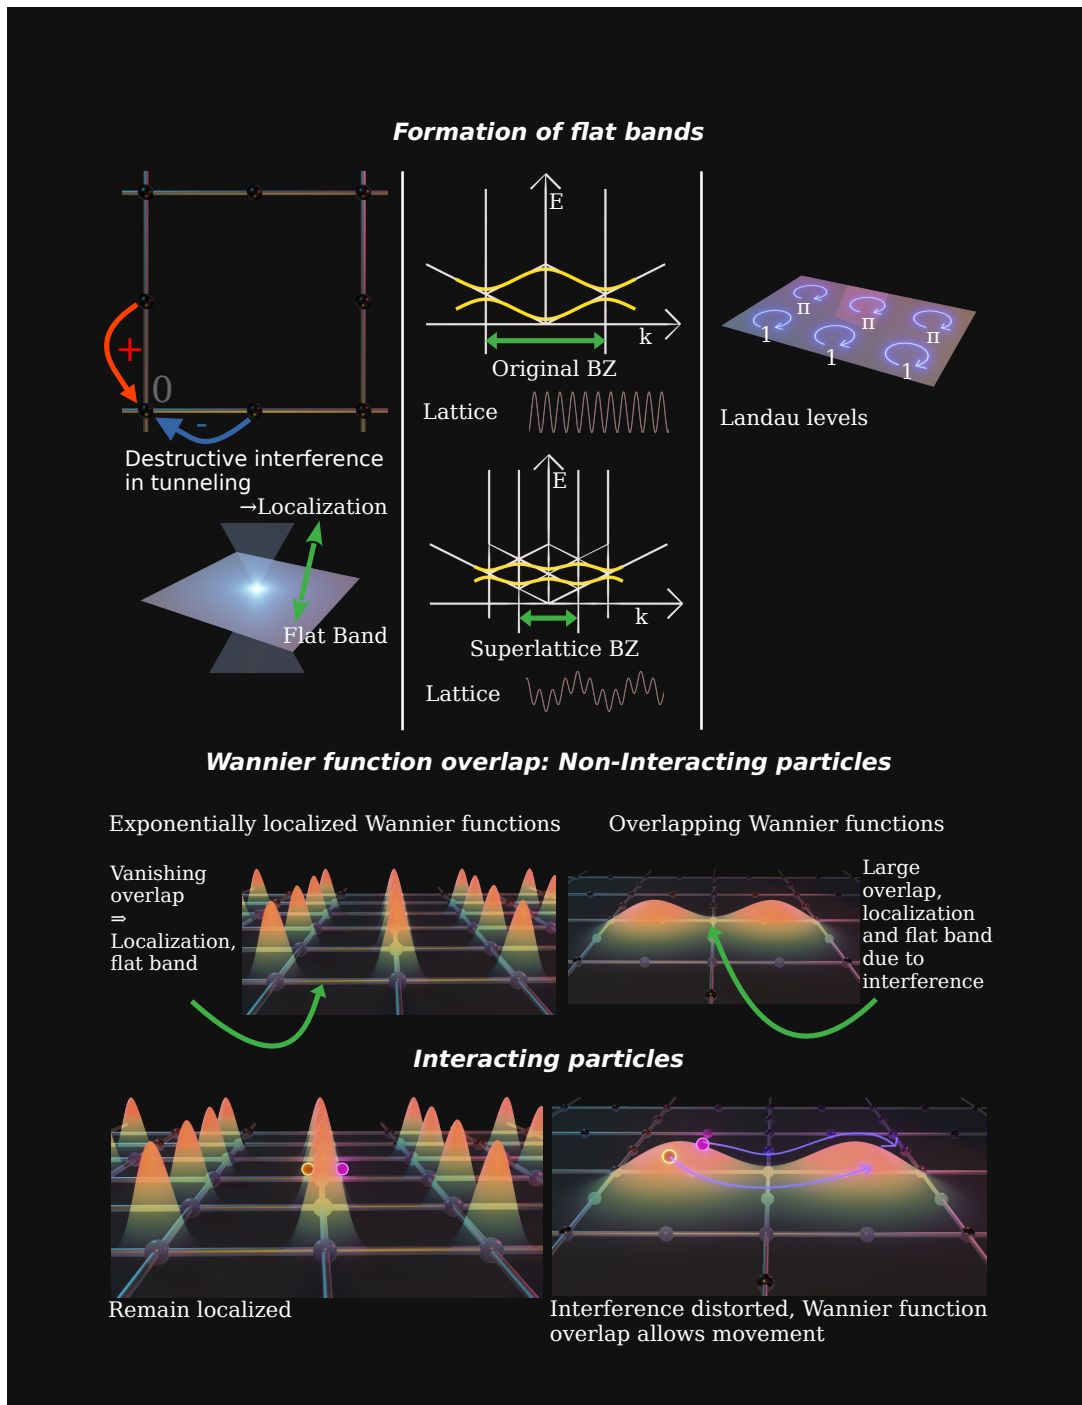 Formation of flat bands
+
0
-
Destructive interference
in tunneling
→Localization
Flat Band
E
k
Original BZ
Lattice
E
k
Superlattice BZ
Lattice
π
π
π
1
1
1
Landau levels
Wannier function overlap: Non-Interacting particles
Exponentially localized Wannier functions
Vanishing
overlap
⇒
Localization,
flat band
Overlapping Wannier functions
Large
overlap,
localization
and flat band
due to
interference
Interacting particles
Remain localized
Interference distorted, Wannier function
overlap allows movement